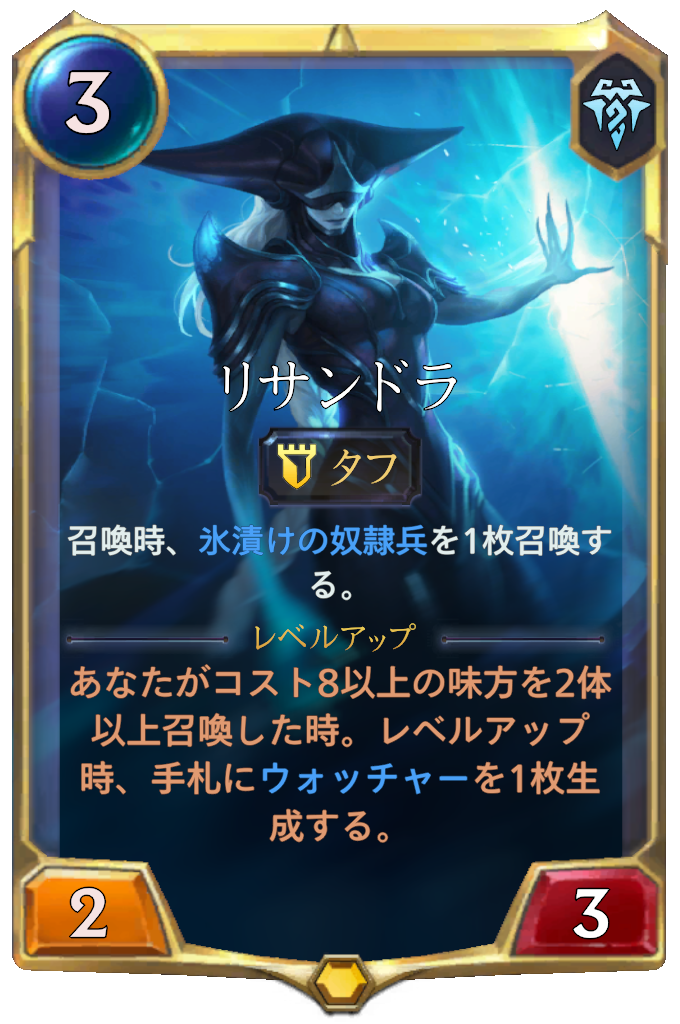 3
リサンドラ
タフ
召喚時、氷漬けの奴隷兵を1枚召喚す
る。
レベルアップ
あなたがコスト8以上の味方を2体
以上召喚した時。レベルアップ
時、手札にウォッチャーを1枚生
成する。
2
3